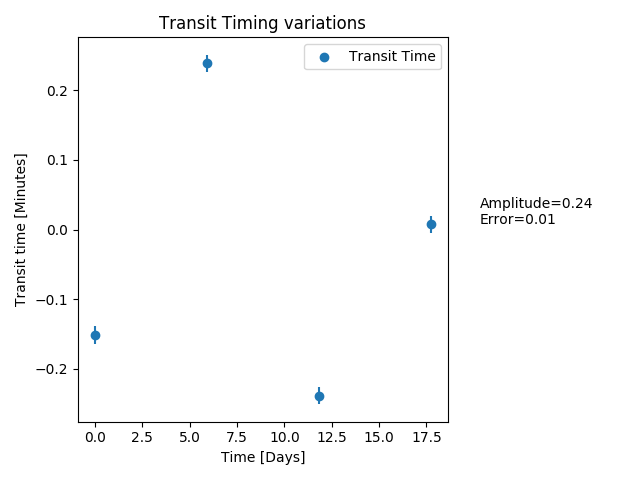 Transit Timing variations
Transit Time
Transit time [Minutes]
0.2
0.1
0.0
−0.1
−0.2
Amplitude=0.24
Error=0.01
0.0 2.5 5.0 7.5 10.0 12.5 15.0 17.5
Time [Days]